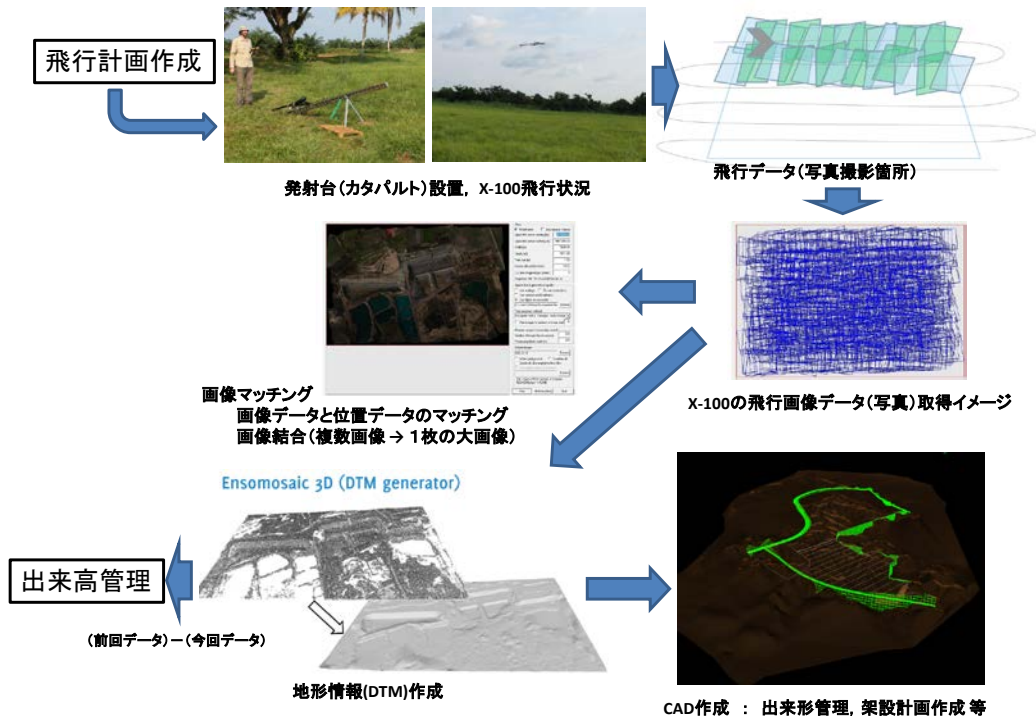 飛行計画作成
発射台(カタパルト)設置, X-100飛行状況
飛行データ(写真撮影箇所)
X-100の飛行画像データ(写真)取得イメージ
画像マッチング
画像データと位置データのマッチング
画像結合(複数画像 → 1枚の大画像)
Ensomosaic 3D (DTM generator)
出来高管理
(前回データ)-(今回データ)
地形情報(DTM)作成
CAD作成 : 出来形管理, 架設計画作成 等